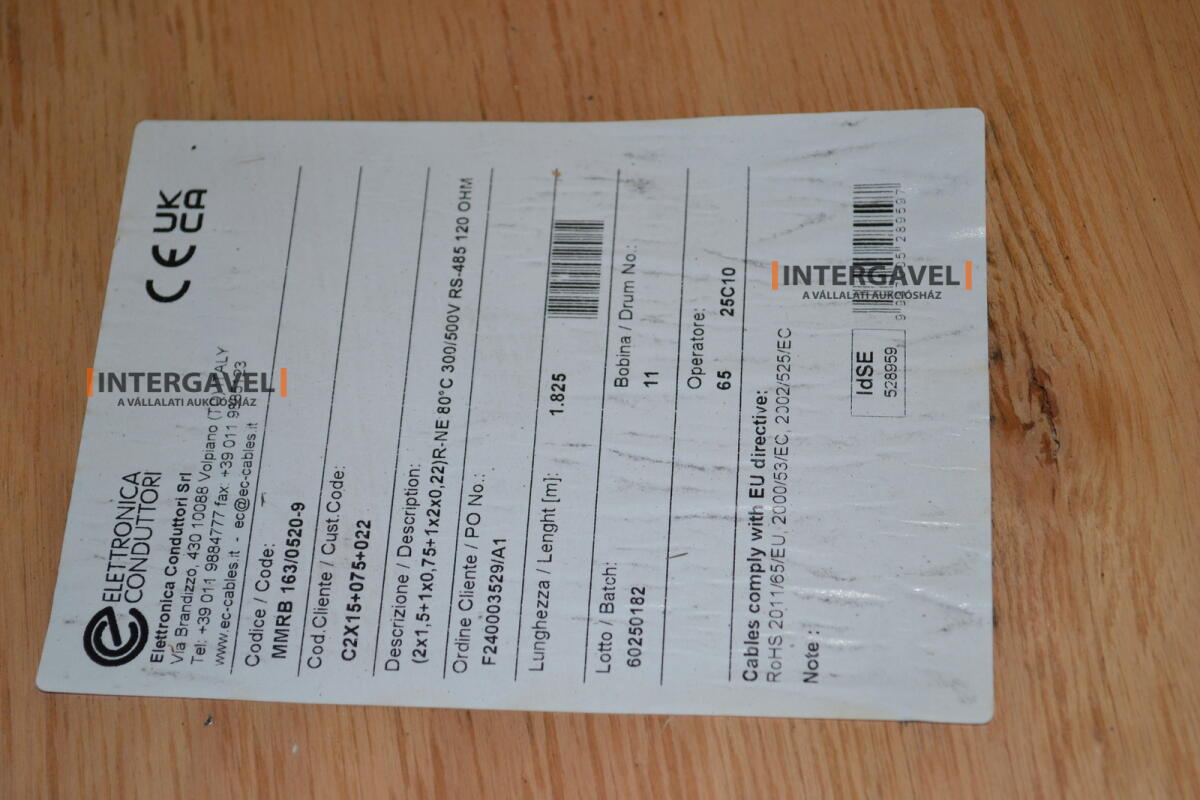 ELETTRONICA
CONDUTTORI
CE UK CA
Elettronica Conduttori Srl
Via Brandizzo, 430 10088 Volpiano
Tel: +39 011 9884777 fax: +39 011
www.ec-cables.it - ec@ec-cables.it
Codice / Code:
MMRB 163/0520-9
Cod.Cliente / Cust.Code:
C2X15+075+022
Descrizione / Description:
(2x1,5+1x0,75+1x2x0,22)R-NE 80°C 300/500V RS-485 120 OHM
Ordine Cliente / PO No.:
F240003529/A1
Lunghezza / Lenght [m]:
1.825
Lotto / Batch:
60250182
Bobina / Drum No.:
11
Operatore:
65 25C10
Cables comply with EU directive:
RoHS 2011/65/EU, 2000/53/EC, 2002/525/EC
Note :
IdSE
528959
INTERGAVEL
A VÁLLALATI AUKCIÓSHÁZ
INTERGAVEL
A VÁLLALATI AUKCIÓSHÁZ